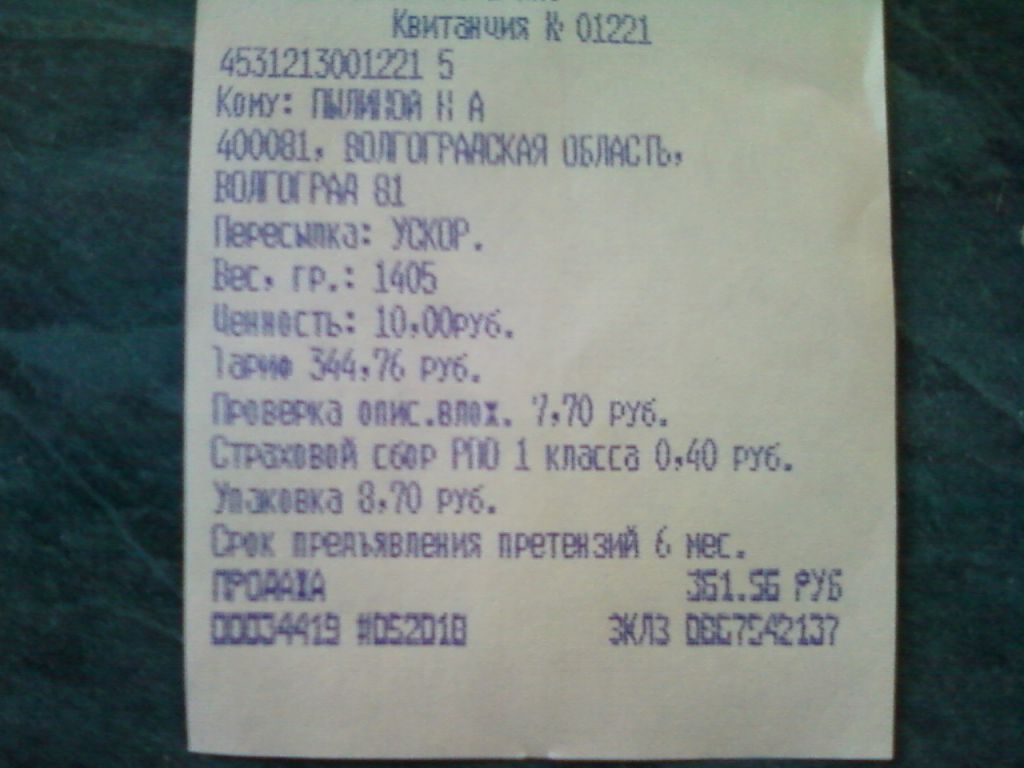 Квитанчия № 01221
4531213001221 5
Кому: ПЫЛИНОЙ Н А
400081, ВОЛГОГРАДСКАЯ ОБЛАСТЬ,
ВОЛГОГРАД 81
Пересылка: УСКОР.
Вес, гр.: 1405
Ценность: 10,00руб.
Тариф 344,76 руб.
Проверка опис.влож. 7,70 руб.
Страховой сбор РПО 1 класса 0,40 руб.
Упаковка 8,70 руб.
Срок предъявления претензий 6 мес.
ПРОДАЖА 361.56 РУБ
00034419 #052018 ЭКЛЗ 0867542137